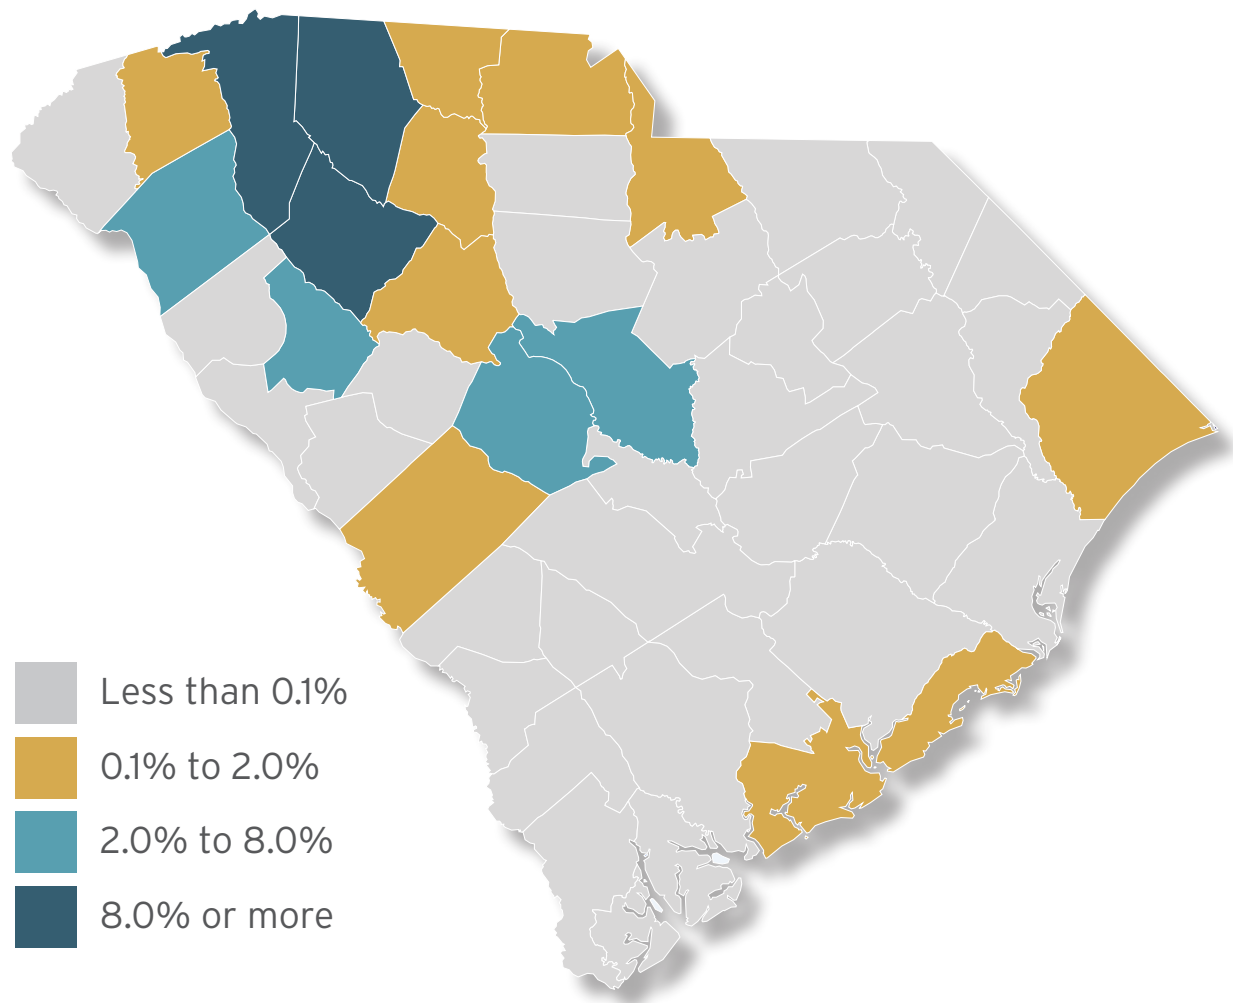 Less than 0.1%
0.1% to 2.0%
2.0% to 8.0%
8.0% or more